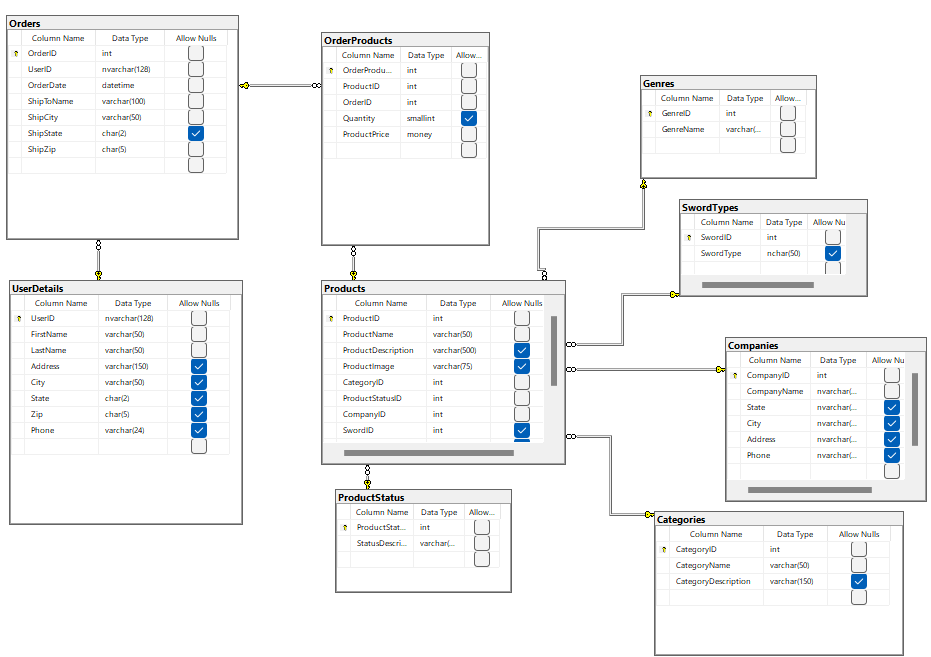 Orders
Column Name Data Type Allow Nulls
OrderID int
UserID nvarchar(128)
OrderDate datetime
ShipToName varchar(100)
ShipCity varchar(50)
ShipState char(2)
ShipZip char(5)
OrderProducts
Column Name Data Type Allow...
OrderProdu... int
ProductID int
OrderID int
Quantity smallint
ProductPrice money
Genres
Column Name Data Type Allow...
GenreID int
GenreName varchar(...
SwordTypes
Column Name Data Type Allow Nu
SwordID int
SwordType nchar(50)
UserDetails
Column Name Data Type Allow Nulls
UserID nvarchar(128)
FirstName varchar(50)
LastName varchar(50)
Address varchar(150)
City varchar(50)
State char(2)
Zip char(5)
Phone varchar(24)
Products
Column Name Data Type Allow Nulls
ProductID int
ProductName varchar(50)
ProductDescription varchar(500)
ProductImage varchar(75)
CategoryID int
ProductStatusID int
CompanyID int
SwordID int
Companies
Column Name Data Type Allow Nu
CompanyID int
CompanyName nvarchar(...
State nvarchar(...
City nvarchar(...
Address nvarchar(...
Phone nvarchar(...
ProductStatus
Column Name Data Type Allow...
ProductStat... int
StatusDescri... varchar(...
Categories
Column Name Data Type Allow Nulls
CategoryID int
CategoryName varchar(50)
CategoryDescription varchar(150)